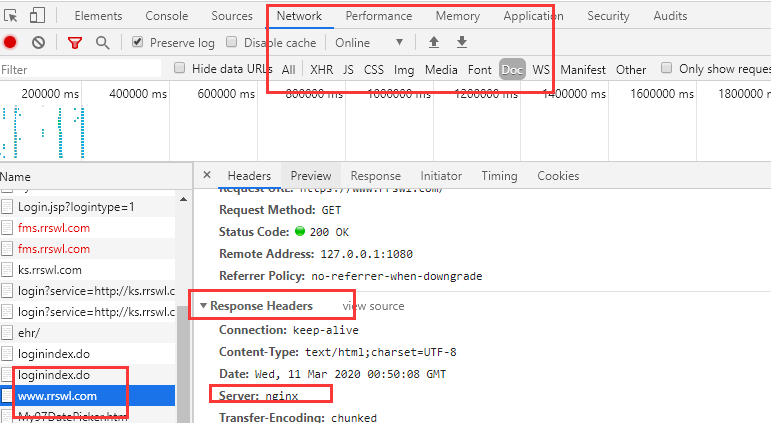 Elements Console Sources Network Performance Memory Application Security Audits
Preserve log Disable cache Online
Filter Hide data URLs All XHR JS CSS Img Media Font Doc WS Manifest Other Only show reques
200000 ms 400000 ms 600000 ms 800000 ms 1000000 ms 1200000 ms 1400000 ms 1600000 ms 1800000 ms
Name
Login.jsp?logintype=1
fms.rrswl.com
fms.rrswl.com
ks.rrswl.com
login?service=http://ks.rrswl.c
login?service=http://ks.rrswl.c
ehr/
loginindex.do
loginindex.do
www.rrswl.com
My97DatePicker.htm
× Headers Preview Response Initiator Timing Cookies
Request URL: https://www.rrswl.com/
Request Method: GET
Status Code: 200 OK
Remote Address: 127.0.0.1:1080
Referrer Policy: no-referrer-when-downgrade
Response Headers view source
Connection: keep-alive
Content-Type: text/html;charset=UTF-8
Date: Wed, 11 Mar 2020 00:50:08 GMT
Server: nginx
Transfer-Encoding: chunked